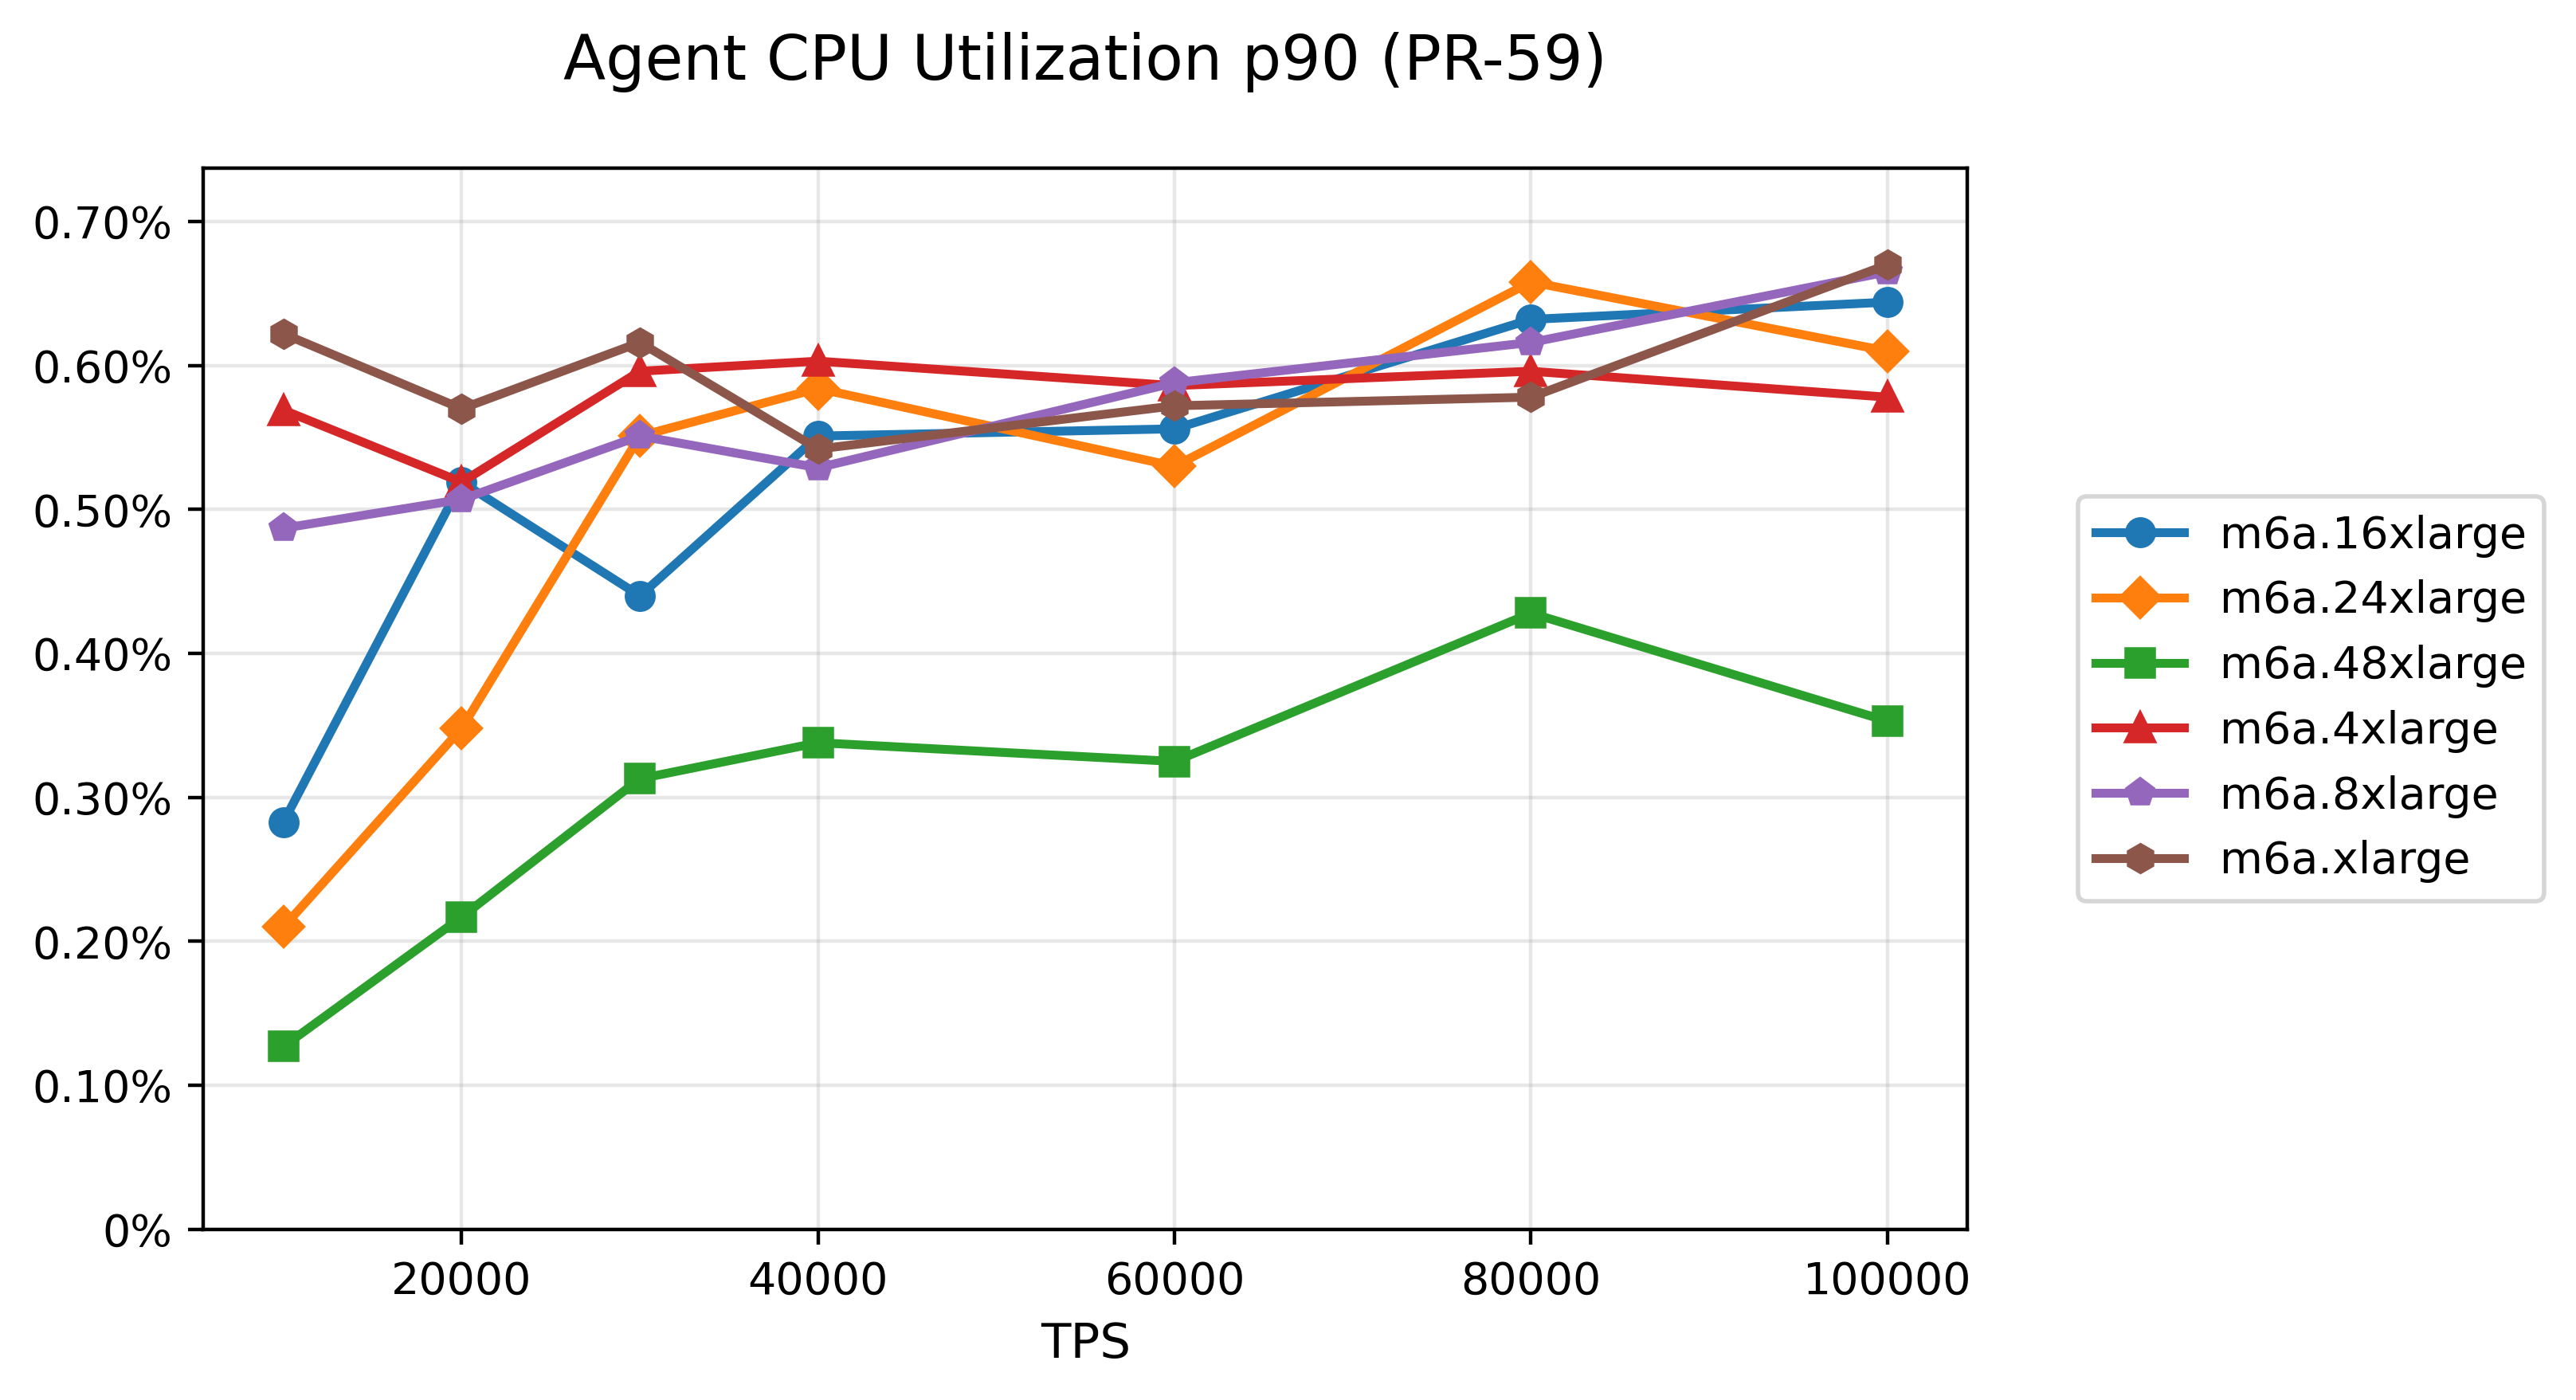 Agent CPU Utilization p90 (PR-59)
0.70%
0.60%
0.50%
0.40%
0.30%
0.20%
0.10%
0%
20000 40000 60000 80000 100000
TPS
m6a.16xlarge
m6a.24xlarge
m6a.48xlarge
m6a.4xlarge
m6a.8xlarge
m6a.xlarge